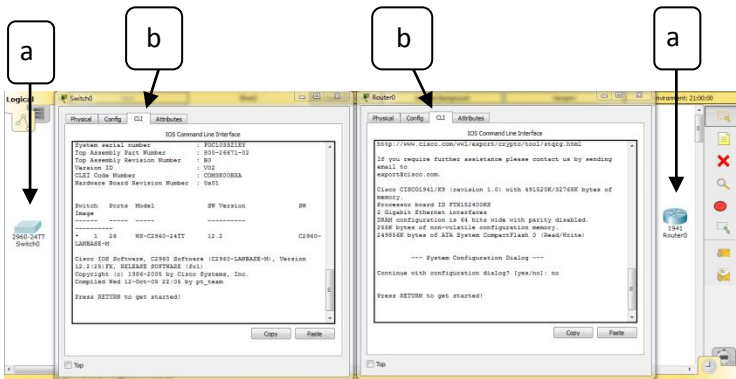 a
b
b
a
Logical
Switch0
Physical Config CLI Attributes
IOS Command Line Interface
System serial number : FOC1033Z1EY
Top Assembly Part Number : 800-26671-02
Top Assembly Revision Number : B0
Version ID : V02
CLEI Code Number : COM3K00BRA
Hardware Board Revision Number : 0x01
Switch Ports Model SW Version SW
Image
------ ----- ----- ---------- 
----------
* 1 26 WS-C2960-24TT 12.2 C2960-
LANBASE-M
Cisco IOS Software, C2960 Software (C2960-LANBASE-M), Version
12.2(25)FX, RELEASE SOFTWARE (fc1)
Copyright (c) 1986-2005 by Cisco Systems, Inc.
Compiled Wed 12-Oct-05 22:05 by pt_team
Press RETURN to get started!
Copy Paste
Top
2960-24TT
Switch0
Router0
Physical Config CLI Attributes
IOS Command Line Interface
http://www.cisco.com/wwl/export/crypto/tool/stqrg.html
If you require further assistance please contact us by sending
email to
export@cisco.com.
Cisco CISCO1941/K9 (revision 1.0) with 491520K/32768K bytes of
memory.
Processor board ID FTX152400KS
2 Gigabit Ethernet interfaces
DRAM configuration is 64 bits wide with parity disabled.
255K bytes of non-volatile configuration memory.
249856K bytes of ATA System CompactFlash 0 (Read/Write)
--- System Configuration Dialog ---
Continue with configuration dialog? [yes/no]: no
Press RETURN to get started!
Copy Paste
Top
nvironment: 21:00:00
1941
Router0